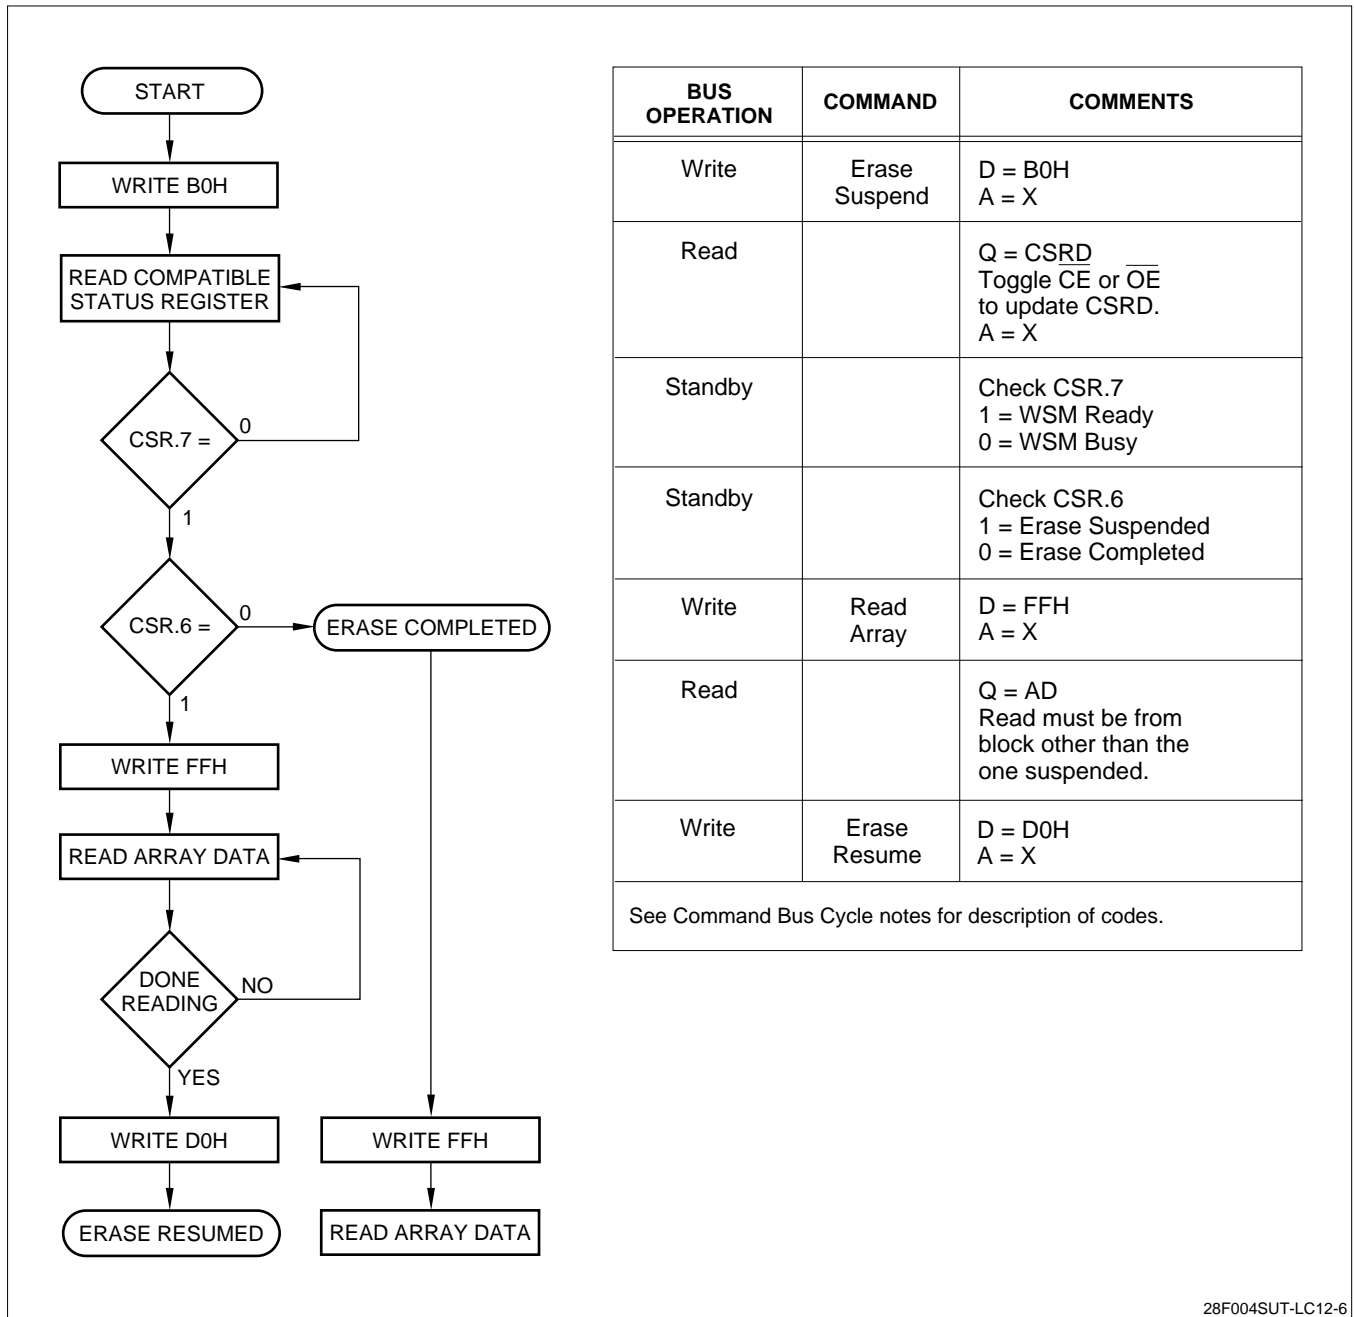 START
WRITE B0H
READ COMPATIBLE
STATUS REGISTER
CSR.7 =
0
1
CSR.6 =
0
ERASE COMPLETED
1
WRITE FFH
READ ARRAY DATA
DONE
READING
NO
YES
WRITE D0H
WRITE FFH
ERASE RESUMED
READ ARRAY DATA
BUS
OPERATION
COMMAND
COMMENTS
Write
Erase
Suspend
D = B0H
A = X
Read
Q = CSRD
Toggle C̅E̅ or O̅E̅
to update CSRD.
A = X
Standby
Check CSR.7
1 = WSM Ready
0 = WSM Busy
Standby
Check CSR.6
1 = Erase Suspended
0 = Erase Completed
Write
Read
Array
D = FFH
A = X
Read
Q = AD
Read must be from
block other than the
one suspended.
Write
Erase
Resume
D = D0H
A = X
See Command Bus Cycle notes for description of codes.
28F004SUT-LC12-6